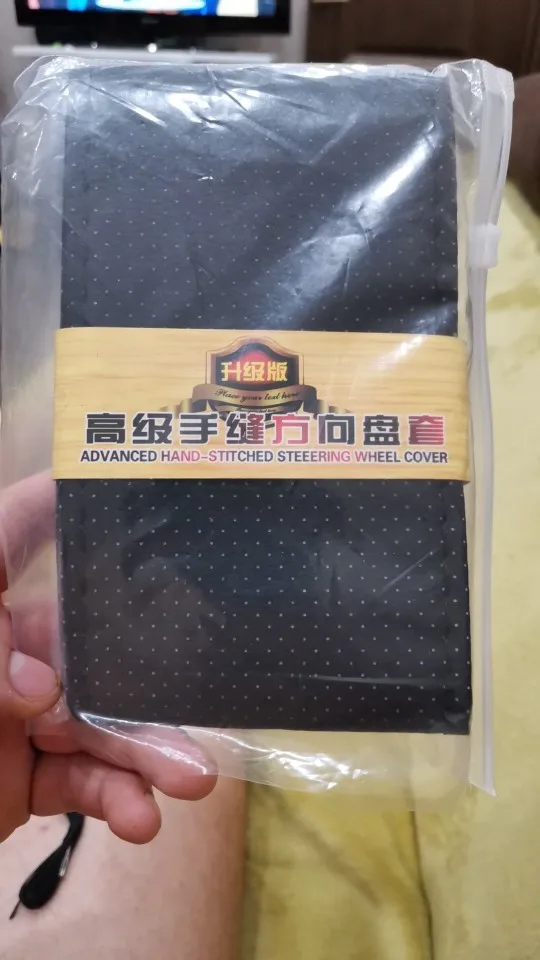 升级版
Place your text here
高级手缝方向盘套
ADVANCED HAND-STITCHED STEEERING WHEEL COVER